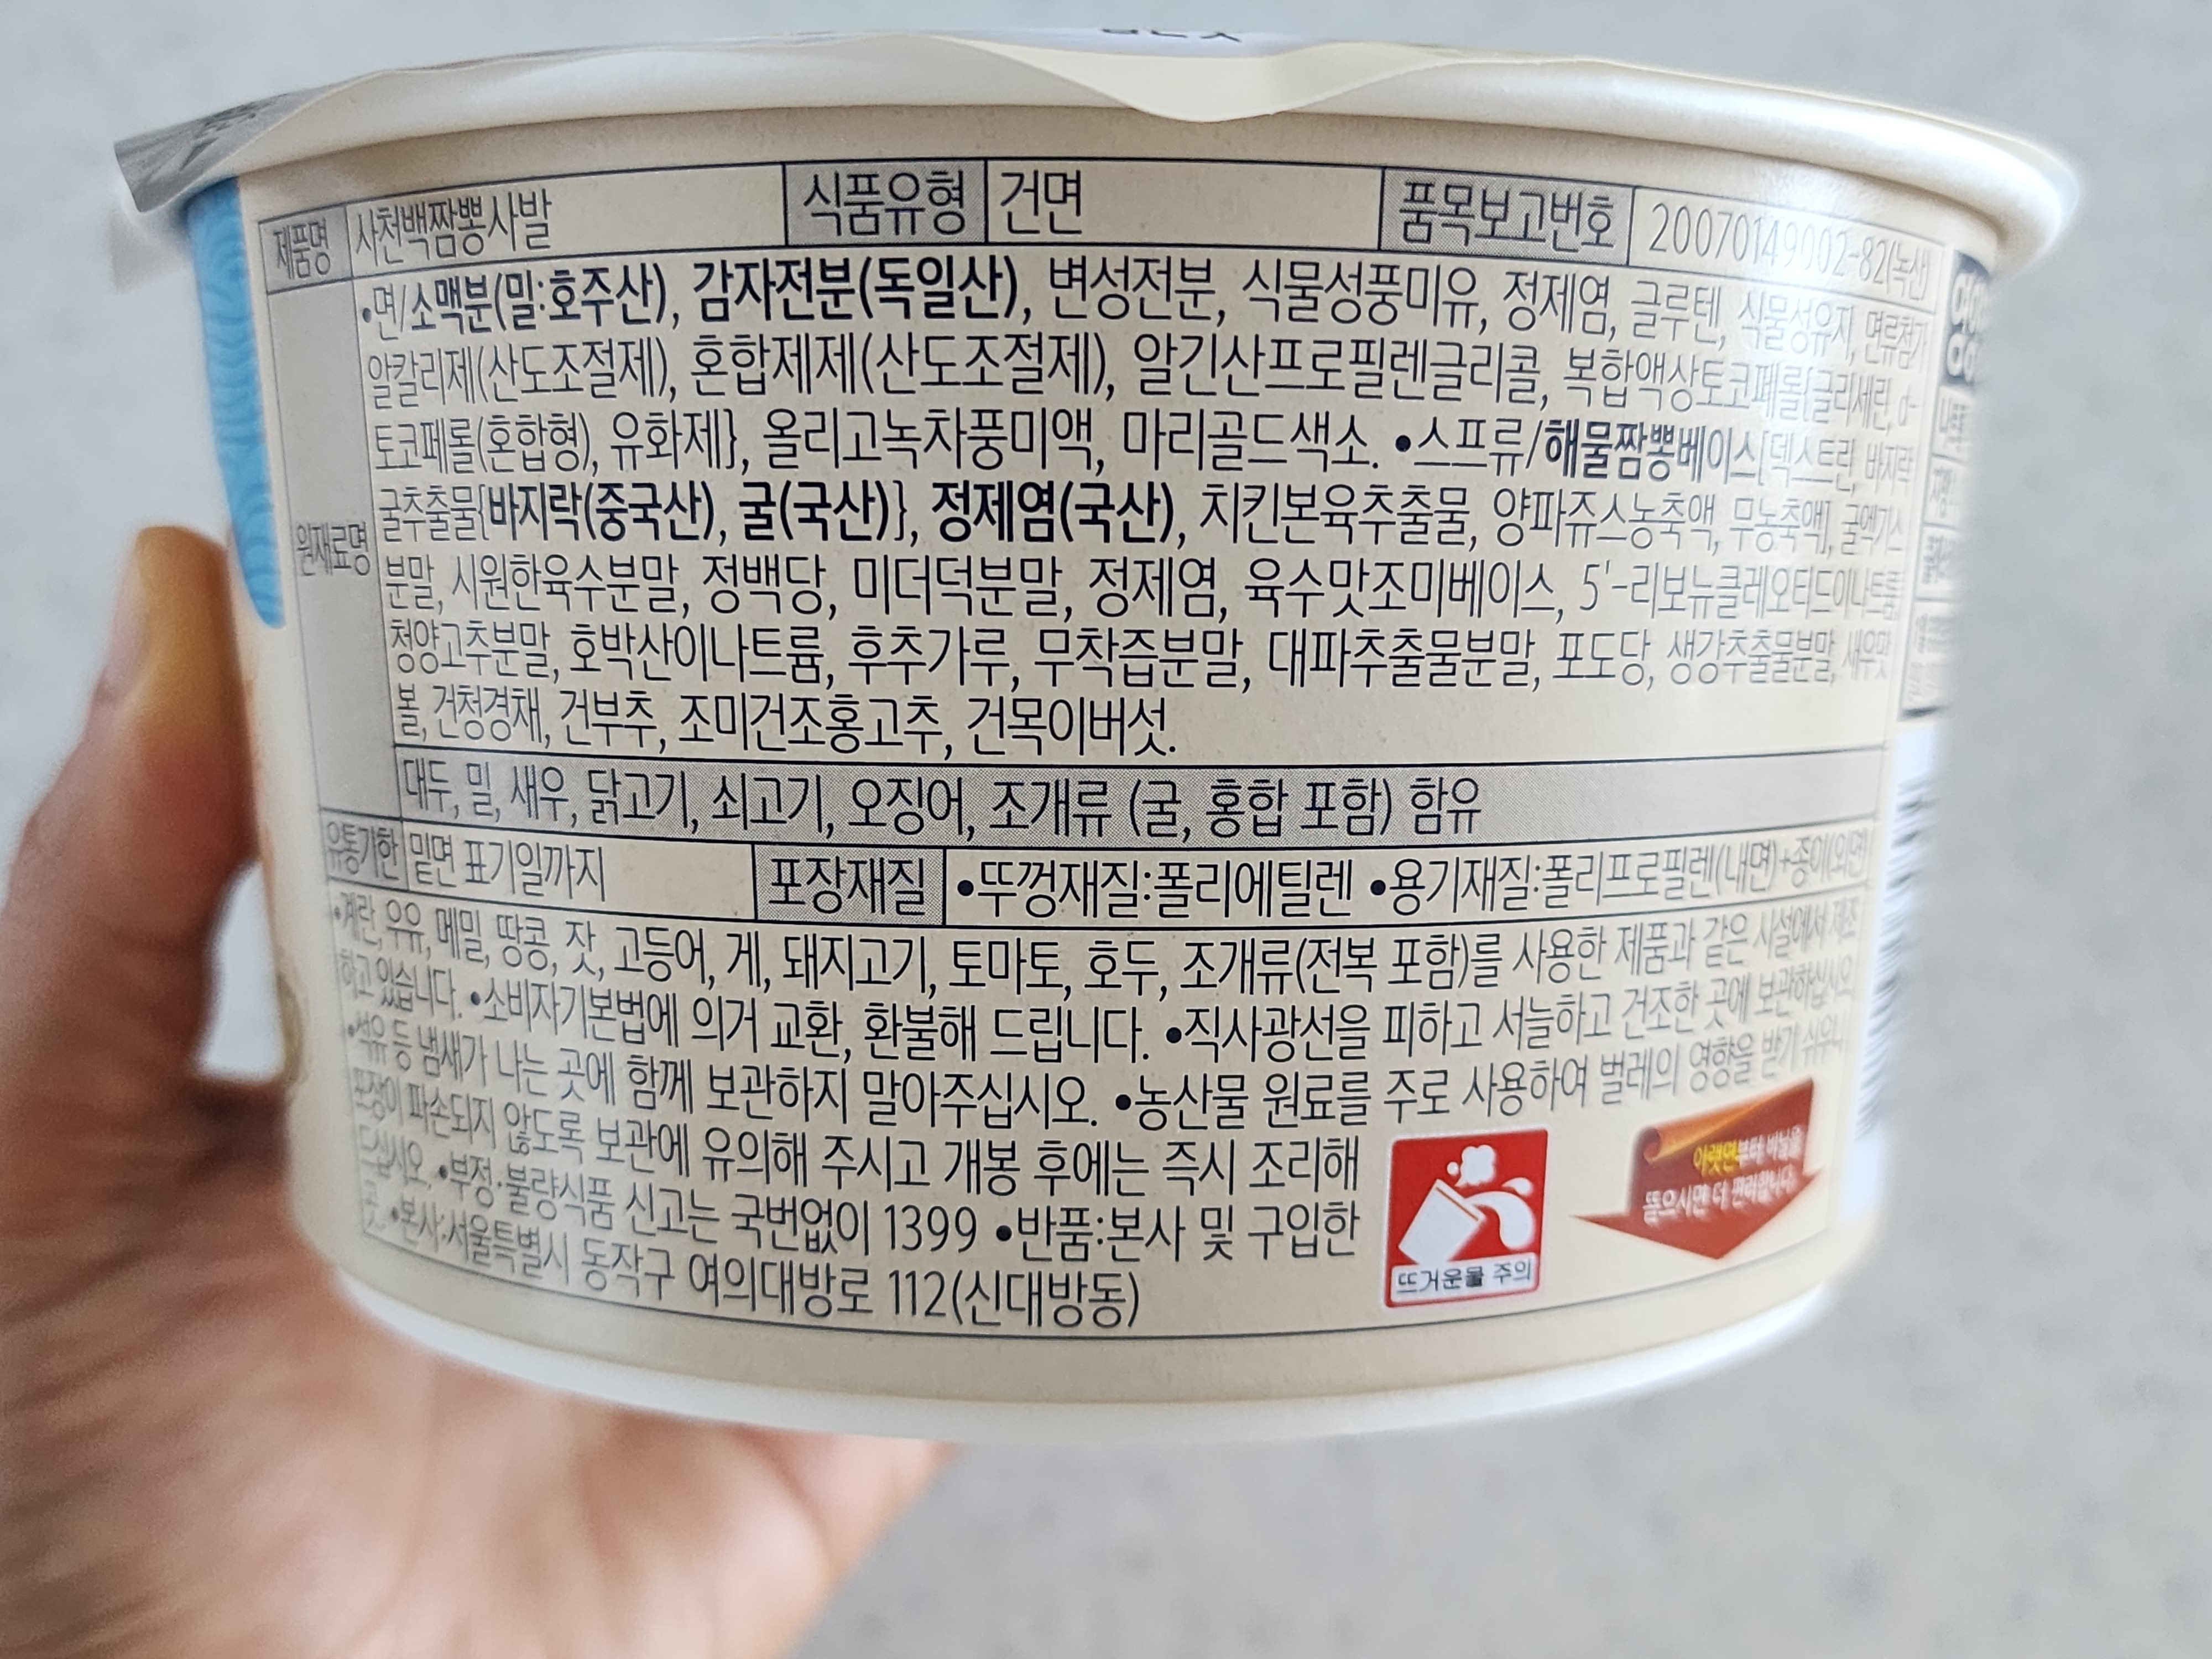 제품명 사천백짬뽕사발 식품유형 건면 품목보고번호 20070149002-82(농산)
원재료명
•면/소맥분(밀:호주산), 감자전분(독일산), 변성전분, 식물성풍미유, 정제염, 글루텐, 식물성유지, 면류첨가
알칼리제(산도조절제), 혼합제제(산도조절제), 알긴산프로필렌글리콜, 복합액상토코페롤{글리세린, d-
토코페롤(혼합형), 유화제}, 올리고녹차풍미액, 마리골드색소. •스프류/해물짬뽕베이스[덱스트린, 바지락
굴추출물{바지락(중국산), 굴(국산)}, 정제염(국산), 치킨본육추출물, 양파쥬스농축액, 무농축액], 굴엑기스
분말, 시원한육수분말, 정백당, 미더덕분말, 정제염, 육수맛조미베이스, 5'-리보뉴클레오티드이나트륨
청양고추분말, 호박산이나트륨, 후추가루, 무착즙분말, 대파추출물분말, 포도당, 생강추출물분말, 새우맛
볼, 건청경채, 건부추, 조미건조홍고추, 건목이버섯.
대두, 밀, 새우, 닭고기, 쇠고기, 오징어, 조개류 (굴, 홍합 포함) 함유
유통기한 밑면 표기일까지 포장재질 •뚜껑재질:폴리에틸렌 •용기재질:폴리프로필렌(내면)+종이(외면)
•계란, 우유, 메밀, 땅콩, 잣, 고등어, 게, 돼지고기, 토마토, 호두, 조개류(전복 포함)를 사용한 제품과 같은 시설에서 제조
하고 있습니다. •소비자기본법에 의거 교환, 환불해 드립니다. •직사광선을 피하고 서늘하고 건조한 곳에 보관하십시오
•석유 등 냄새가 나는 곳에 함께 보관하지 말아주십시오. •농산물 원료를 주로 사용하여 벌레의 영향을 받기 쉬우니
포장이 파손되지 않도록 보관에 유의해 주시고 개봉 후에는 즉시 조리해
드십시오. •부정·불량식품 신고는 국번없이 1399 •반품:본사 및 구입한
곳 •본사:서울특별시 동작구 여의대방로 112(신대방동)
뜨거운물 주의
아랫면부터 비닐을
뜯으시면 더 편리합니다.